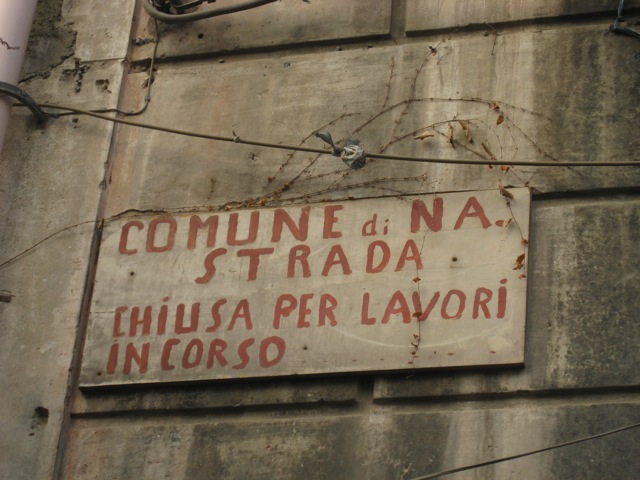 COMUNE di NA.
STRADA
CHIUSA PER LAVORI
IN CORSO